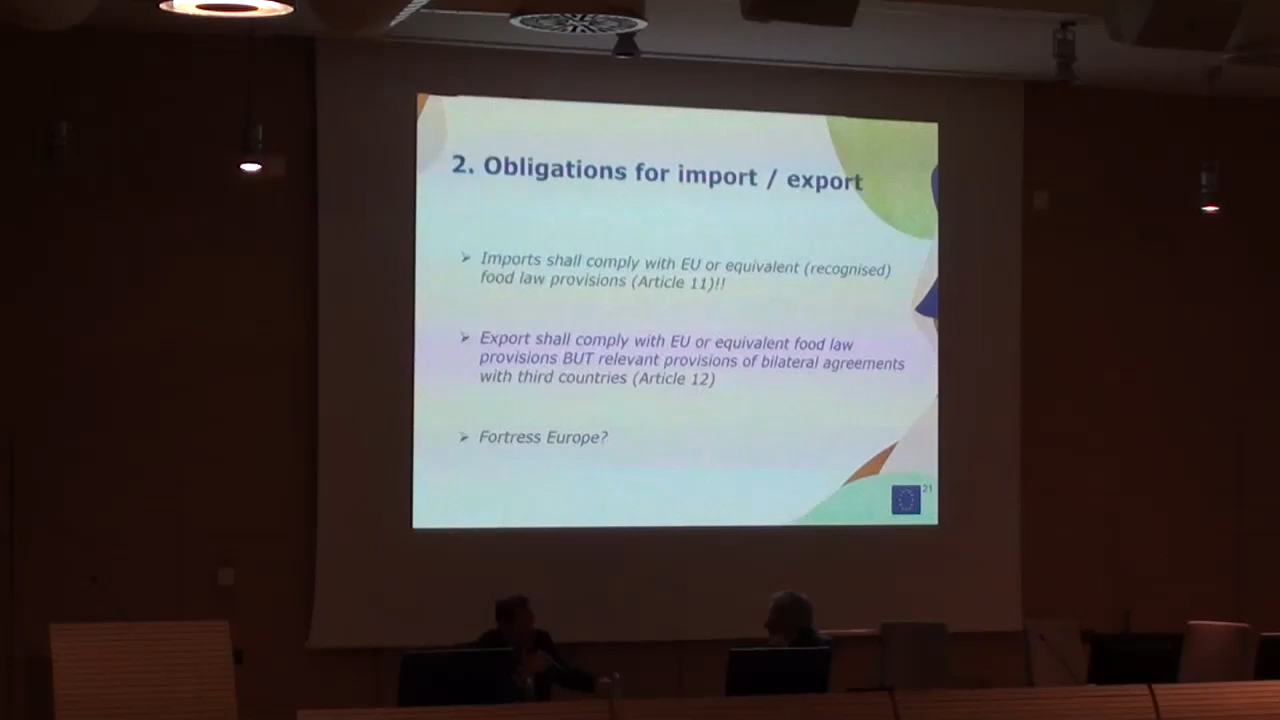 2. Obligations for import / export
➢ Imports shall comply with EU or equivalent (recognised)
food law provisions (Article 11)!!
➢ Export shall comply with EU or equivalent food law
provisions BUT relevant provisions of bilateral agreements
with third countries (Article 12)
➢ Fortress Europe?
21